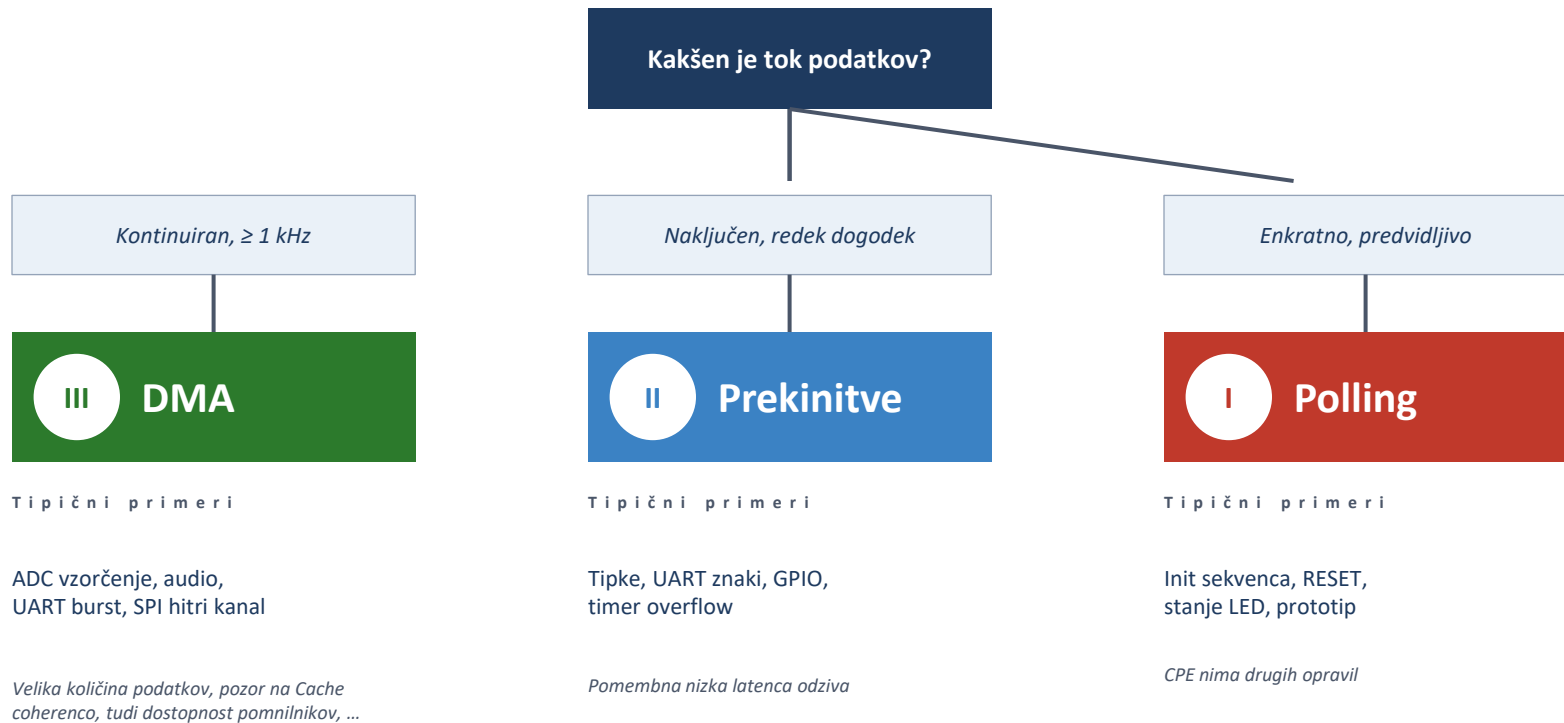 Kakšen je tok podatkov?
Kontinuiran, ≥ 1 kHz
Naključen, redek dogodek
Enkratno, predvidljivo
III DMA
II Prekinitve
I Polling
Tipični primeri
Tipični primeri
Tipični primeri
ADC vzorčenje, audio,
UART burst, SPI hitri kanal
Tipke, UART znaki, GPIO,
timer overflow
Init sekvenca, RESET,
stanje LED, prototip
Velika količina podatkov, pozor na Cache
coherenco, tudi dostopnost pomnilnikov, ...
Pomembna nizka latenca odziva
CPE nima drugih opravil